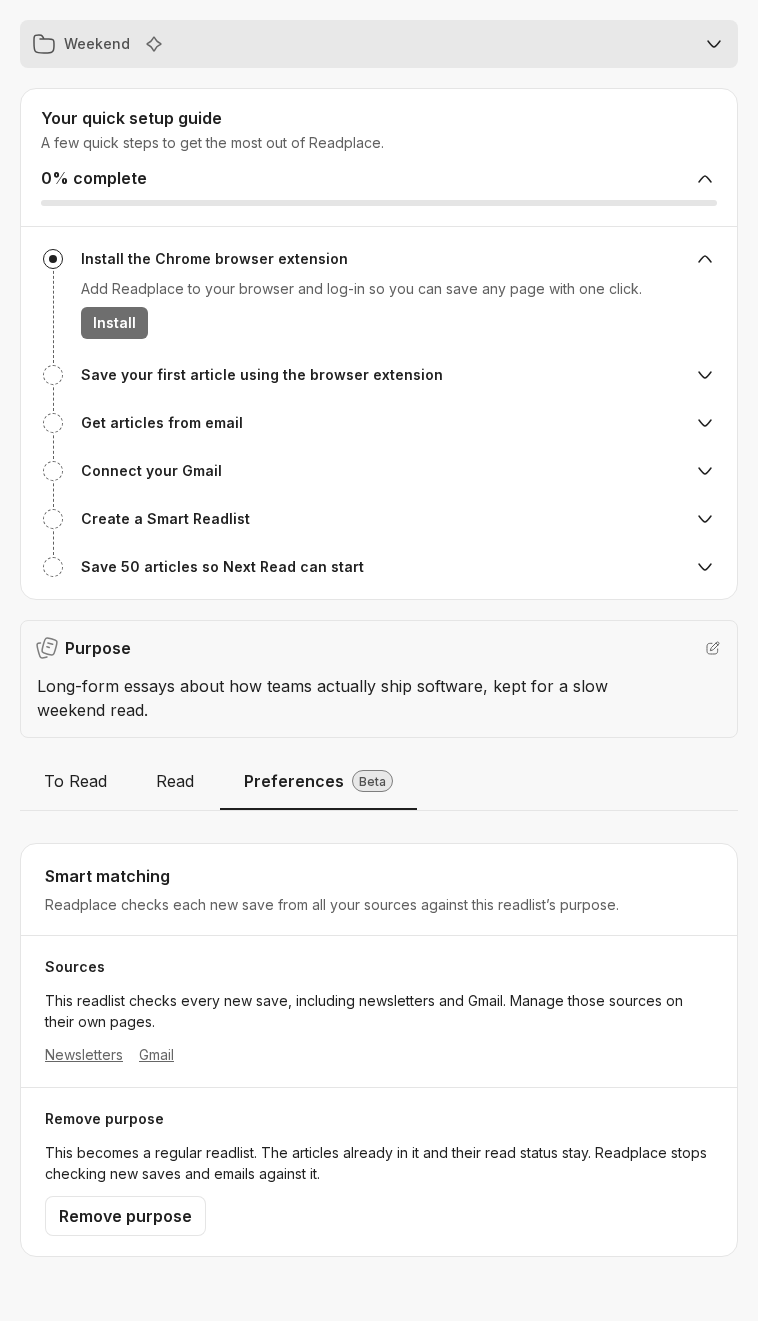 Weekend
Your quick setup guide
A few quick steps to get the most out of Readplace.
0% complete
Install the Chrome browser extension
Add Readplace to your browser and log-in so you can save any page with one click.
Install
Save your first article using the browser extension
Get articles from email
Connect your Gmail
Create a Smart Readlist
Save 50 articles so Next Read can start
Purpose
Long-form essays about how teams actually ship software, kept for a slow
weekend read.
To Read Read Preferences Beta
Smart matching
Readplace checks each new save from all your sources against this readlist’s purpose.
Sources
This readlist checks every new save, including newsletters and Gmail. Manage those sources on
their own pages.
Newsletters Gmail
Remove purpose
This becomes a regular readlist. The articles already in it and their read status stay. Readplace stops
checking new saves and emails against it.
Remove purpose